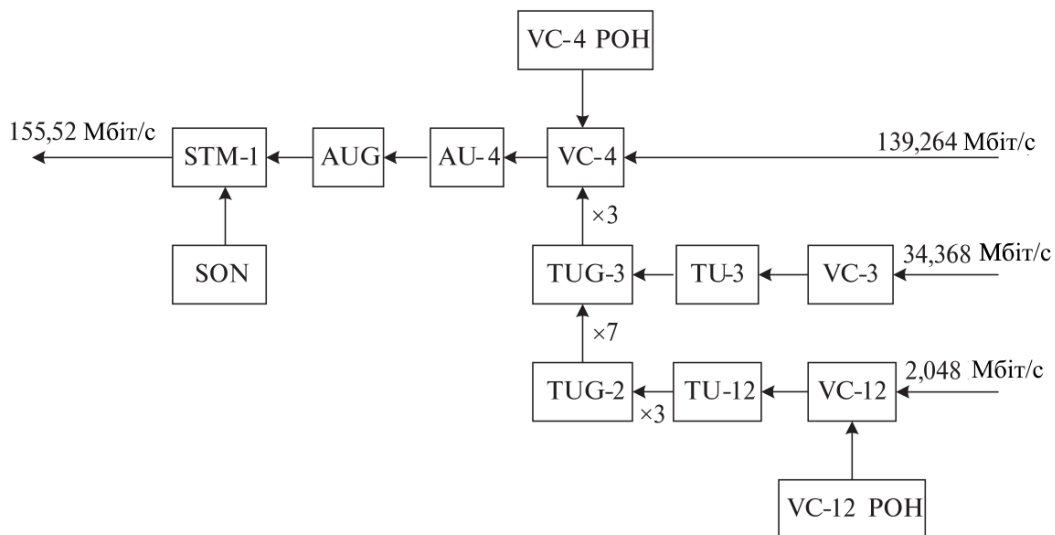 VC-4 POH
155,52 Мбіт/с
STM-1
AUG
AU-4
VC-4
139,264 Мбіт/с
×3
SON
TUG-3
TU-3
VC-3
34,368 Мбіт/с
×7
TUG-2
×3
TU-12
VC-12
2,048 Мбіт/с
VC-12 POH